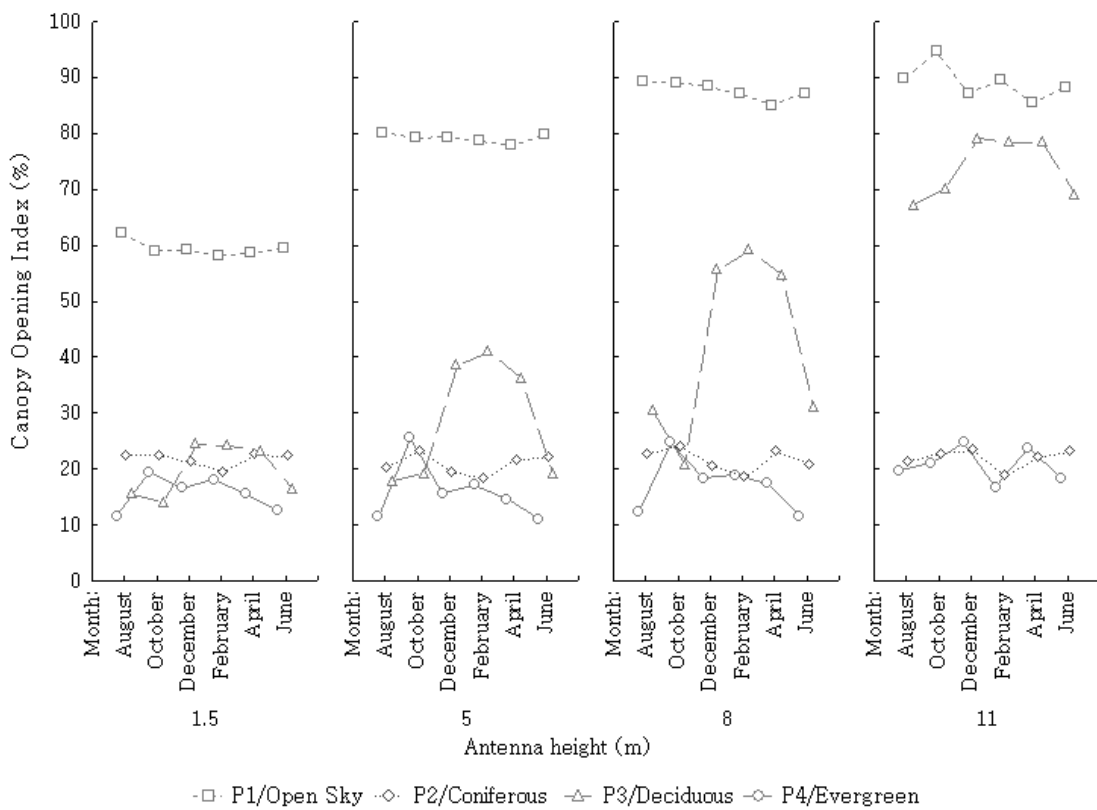 Canopy Opening Index (%)
100
90
80
70
60
50
40
30
20
10
0
Month:
August
October
December
February
April
June
Month:
August
October
December
February
April
June
Month:
August
October
December
February
April
June
Month:
August
October
December
February
April
June
1.5 5 8 11
Antenna height (m)
P1/Open Sky P2/Coniferous P3/Deciduous P4/Evergreen